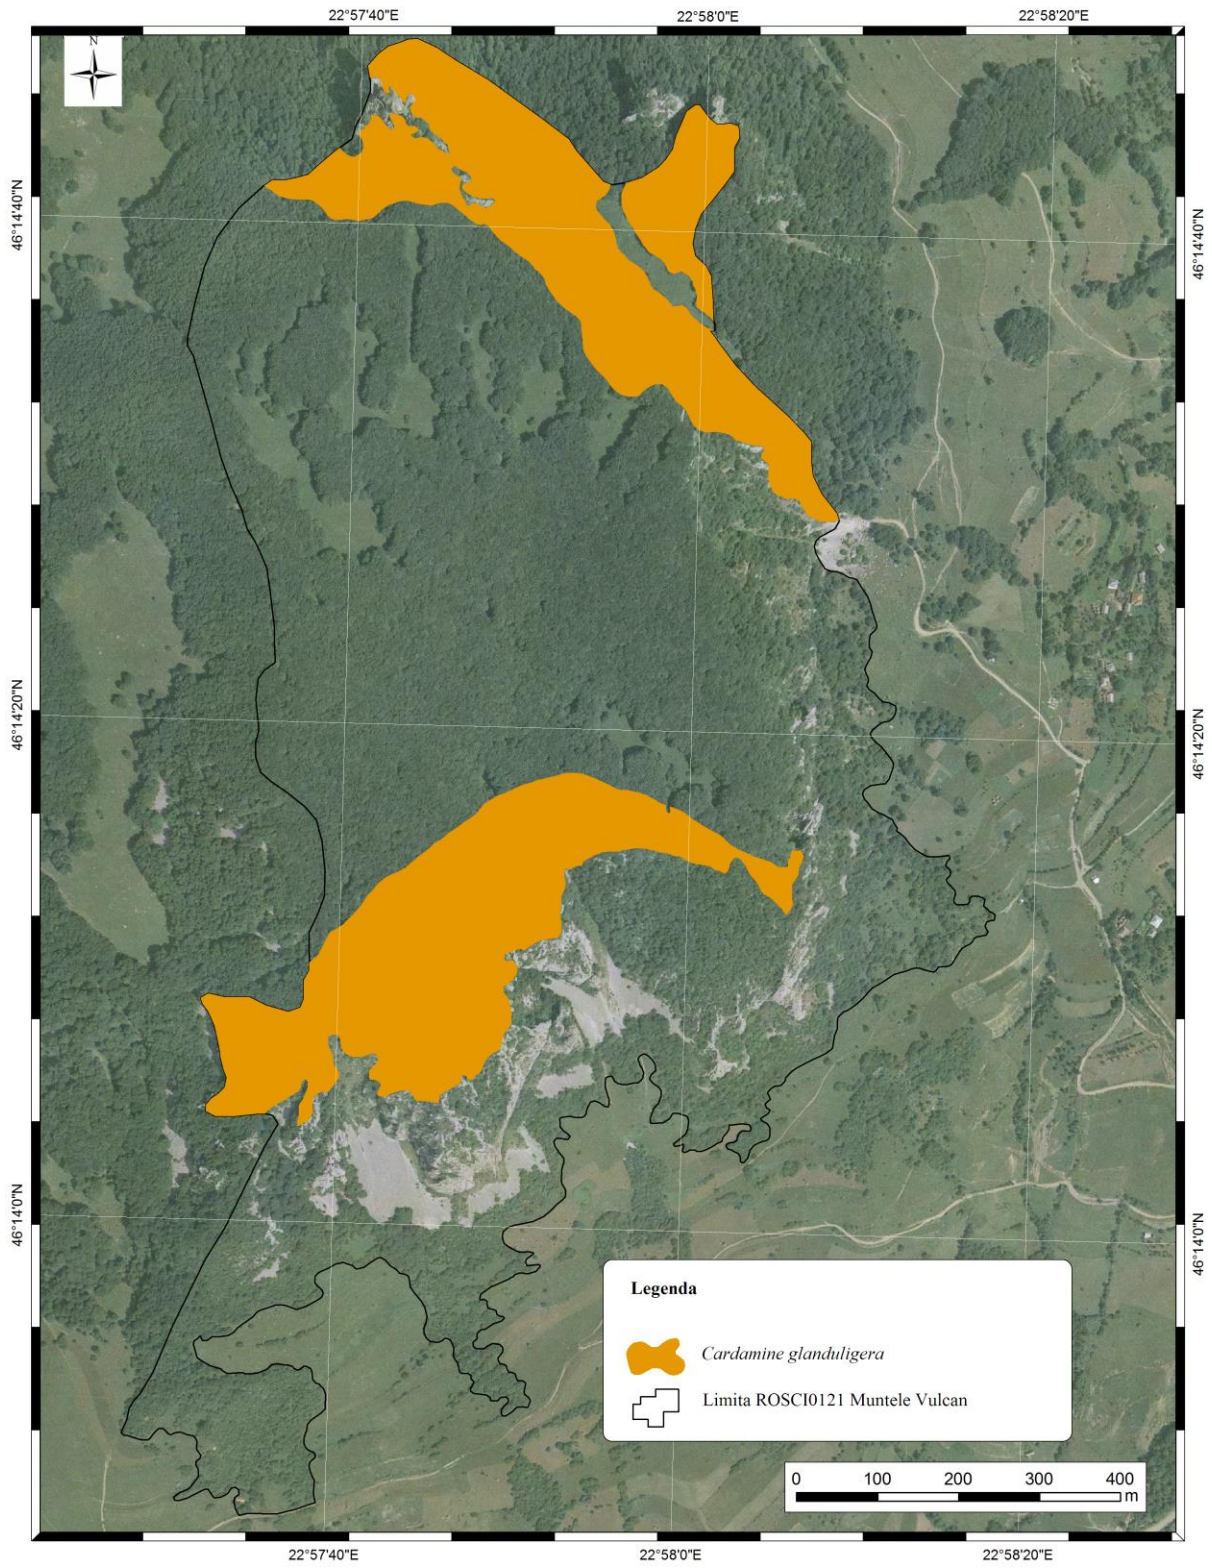 22°57'40"E
22°58'0"E
22°58'20"E
N
46°14'40"N
46°14'40"N
46°14'20"N
46°14'20"N
46°14'0"N
46°14'0"N
Legenda
Cardamine glanduligera
Limita ROSCI0121 Muntele Vulcan
0 100 200 300 400
m
22°57'40"E
22°58'0"E
22°58'20"E